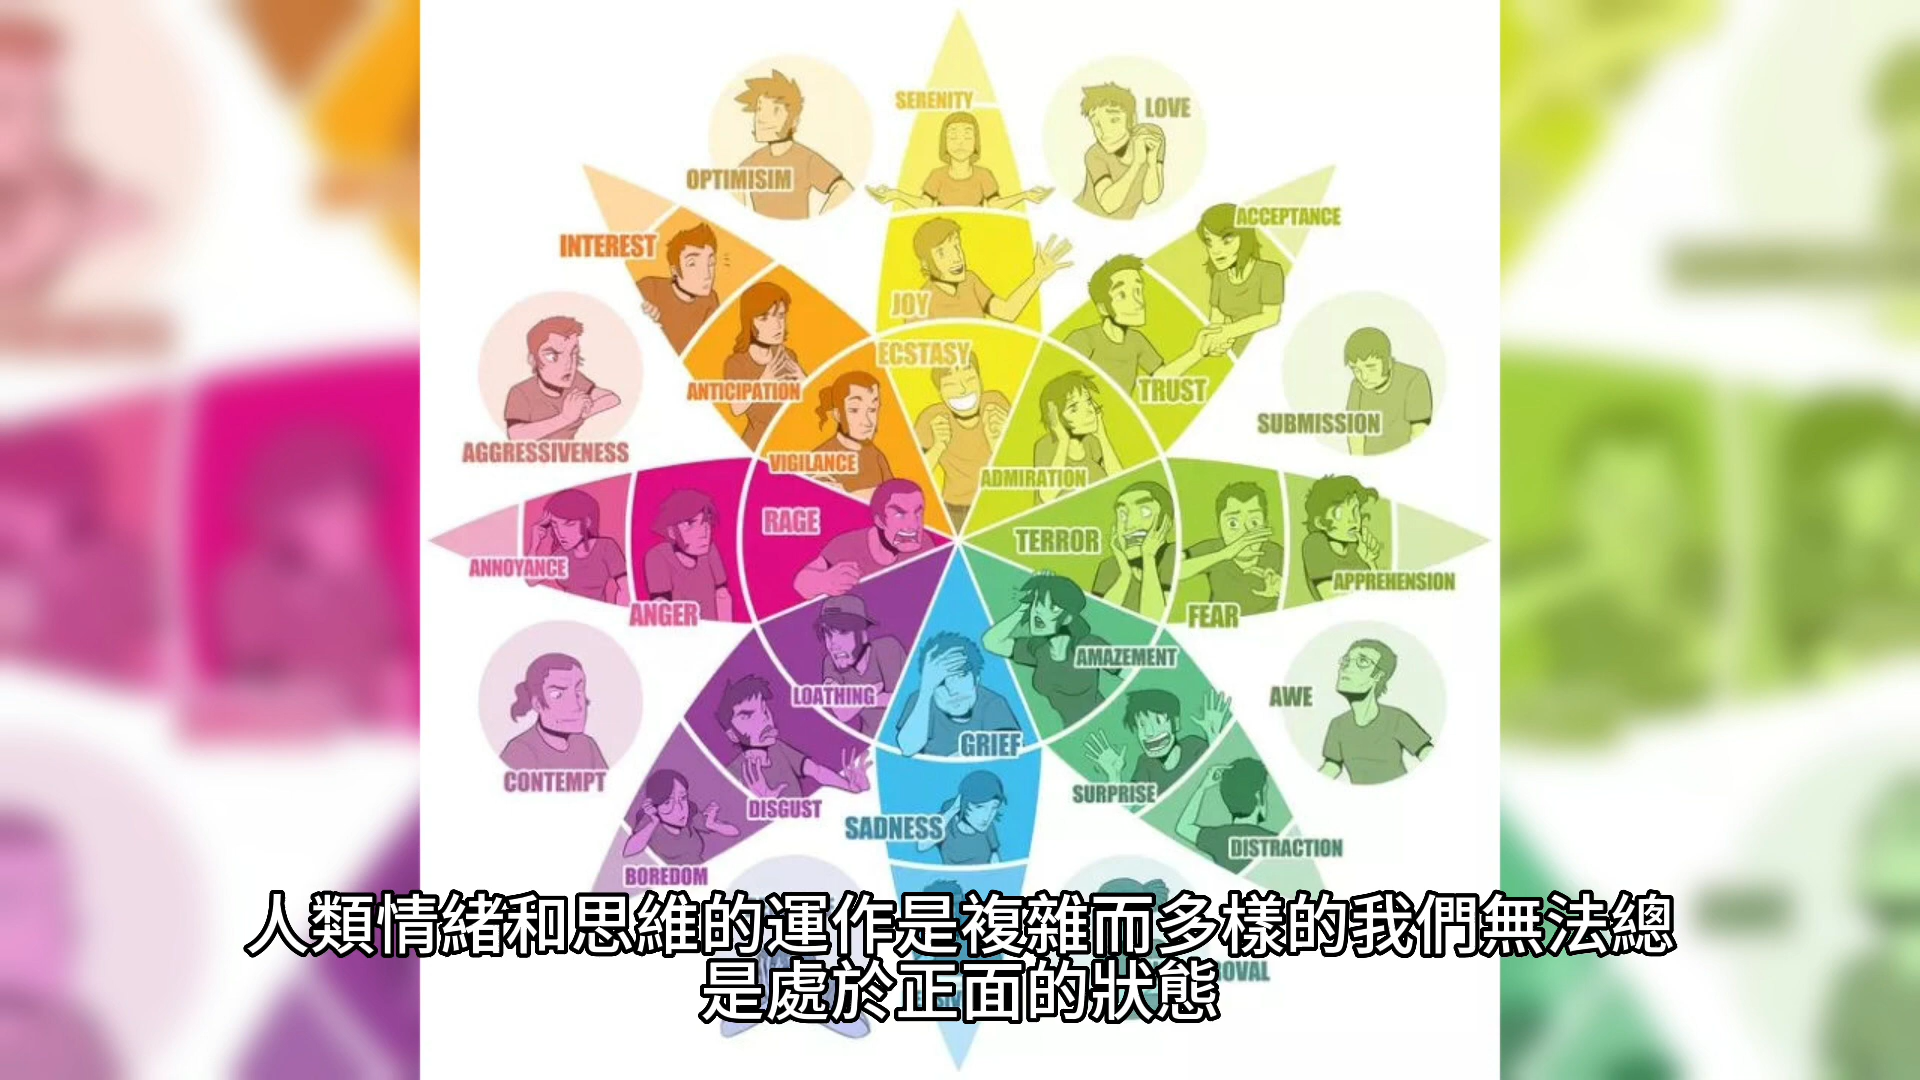 SERENITY
LOVE
OPTIMISIM
ACCEPTANCE
INTEREST
JOY
ECSTASY
ANTICIPATION
TRUST
SUBMISSION
AGGRESSIVENESS
VIGILANCE
ADMIRATION
RAGE
TERROR
ANNOYANCE
APPREHENSION
ANGER
FEAR
AMAZEMENT
LOATHING
AWE
GRIEF
CONTEMPT
SURPRISE
DISGUST
SADNESS
DISTRACTION
BOREDOM
人類情緒和思維的運作是複雜而多樣的我們無法總
是處於正面的狀態